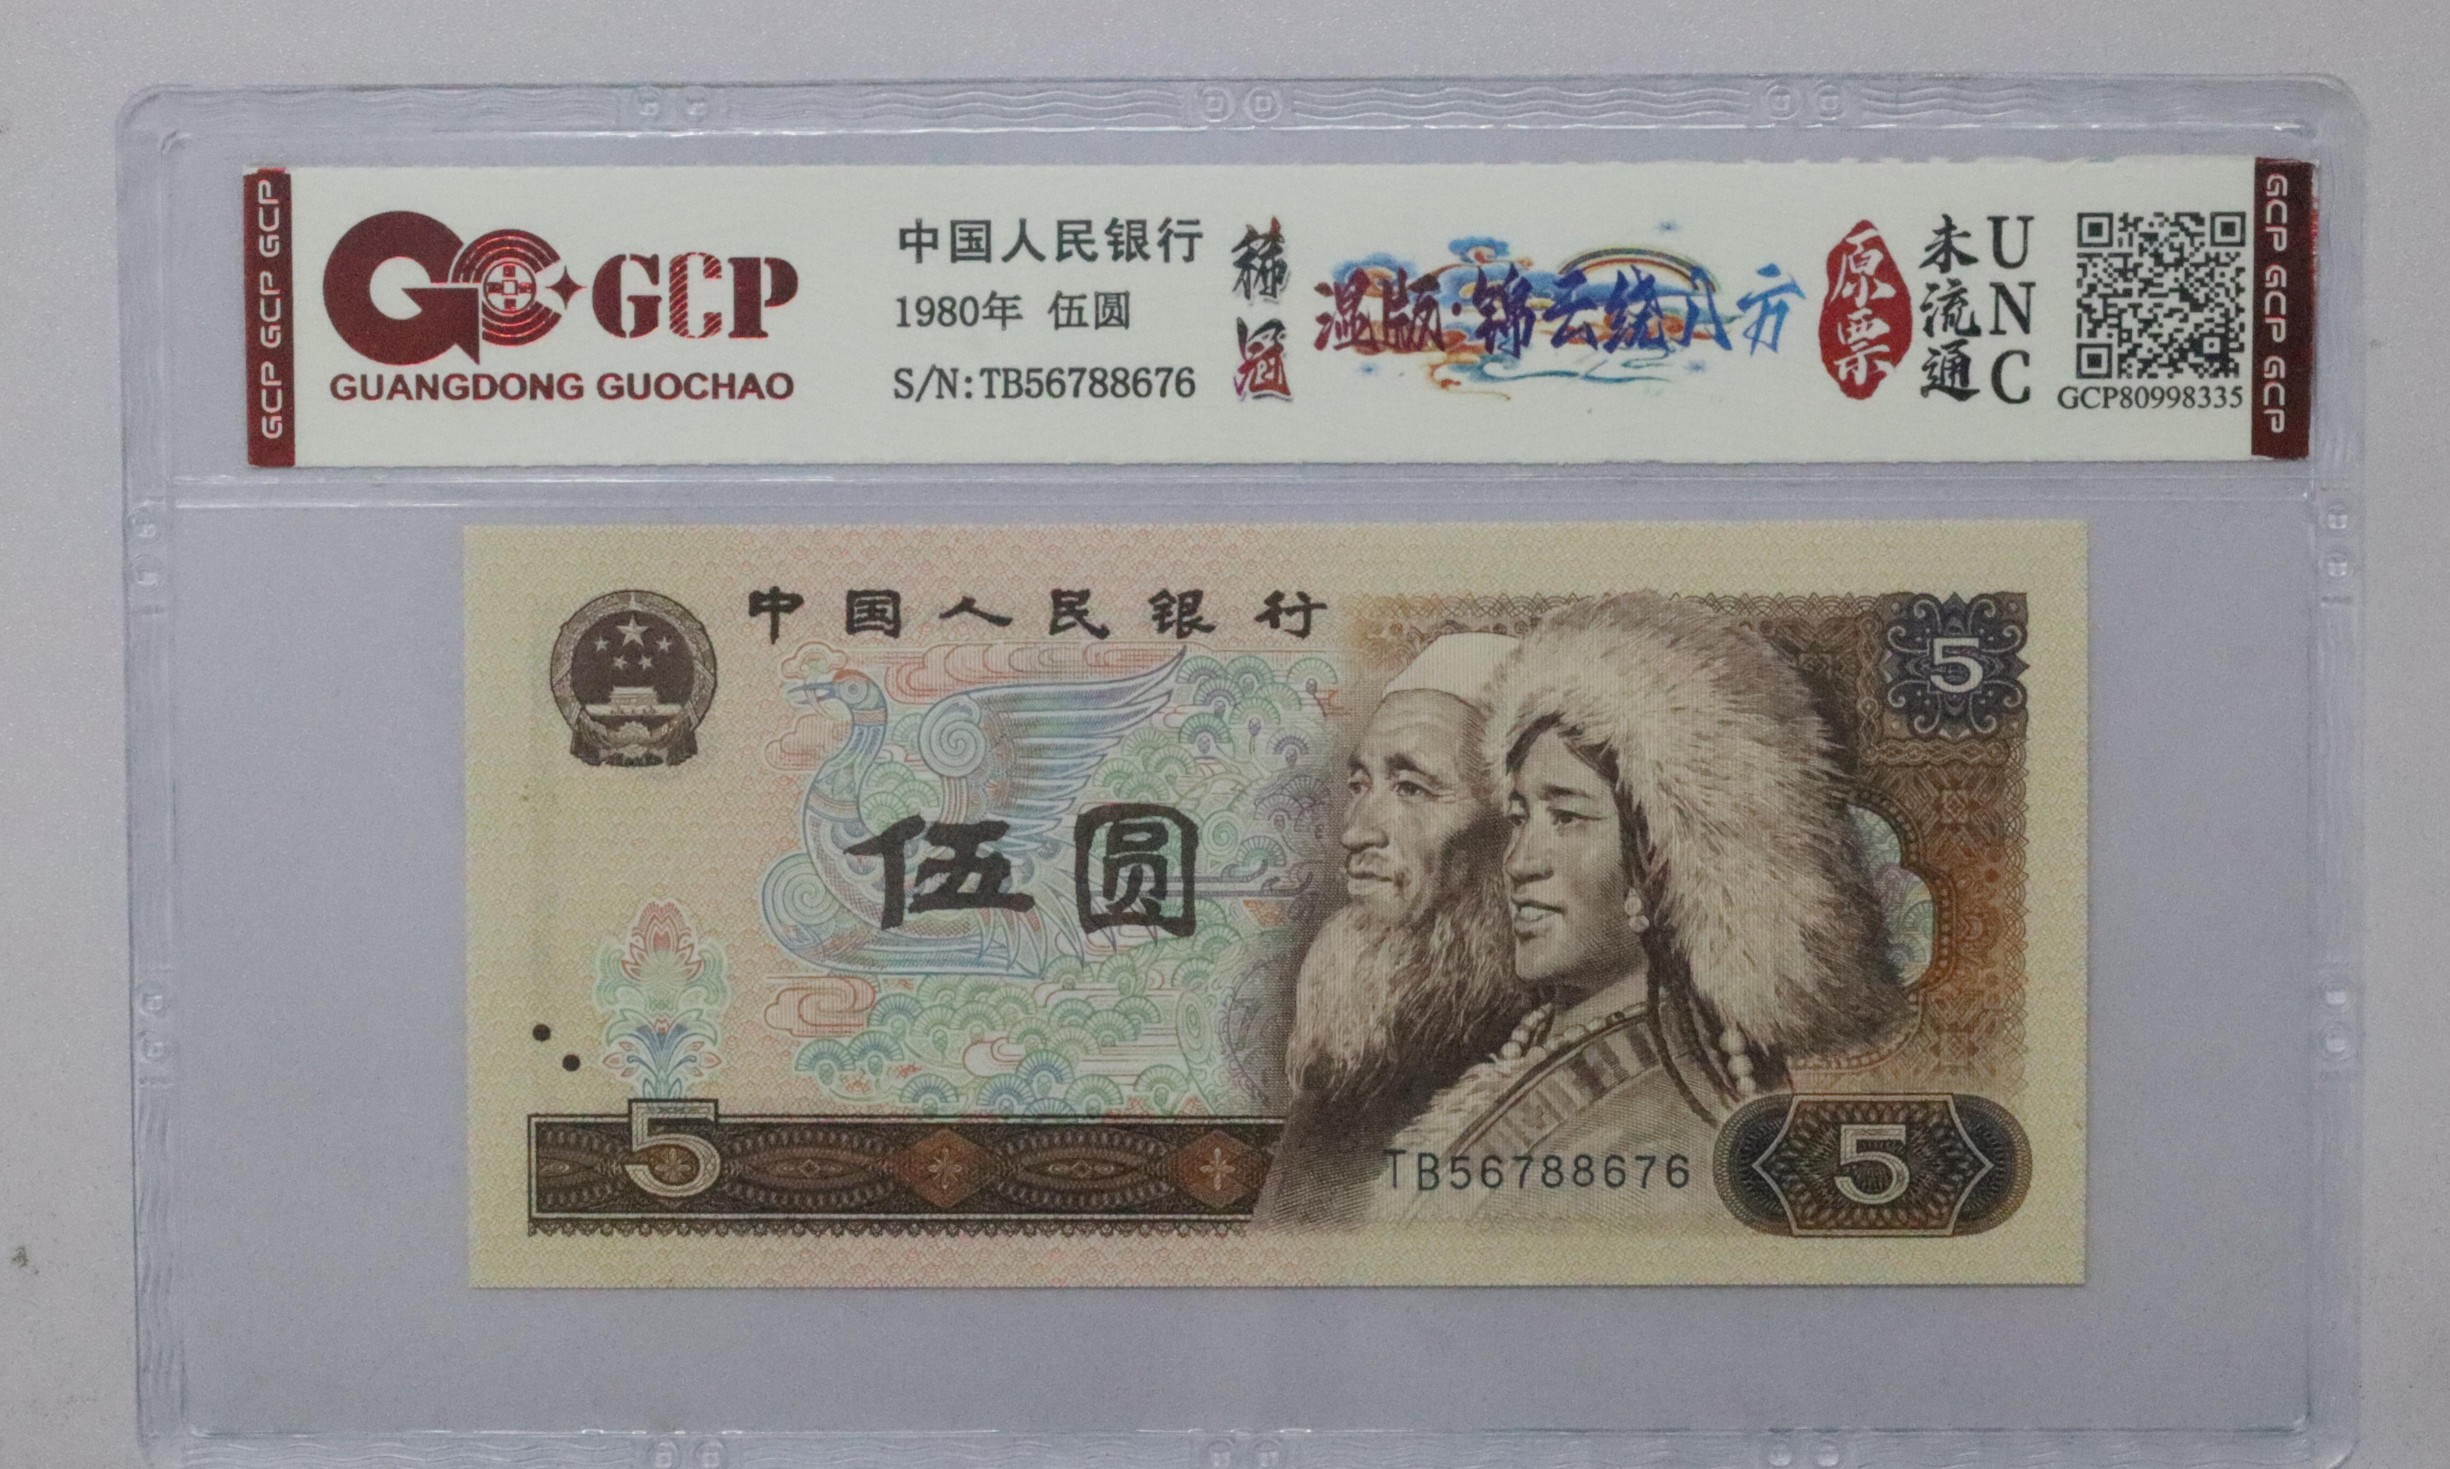 GCP GCP GCP
GCP
GUANGDONG GUOCHAO
中国人民银行
1980年 伍圆
S/N:TB56788676
稀冠
温版·锦云绕八方
原票
未流通
UNC
GCP80998335
GCP GCP GCP
中国人民银行
5
伍圆
5
TB56788676
5